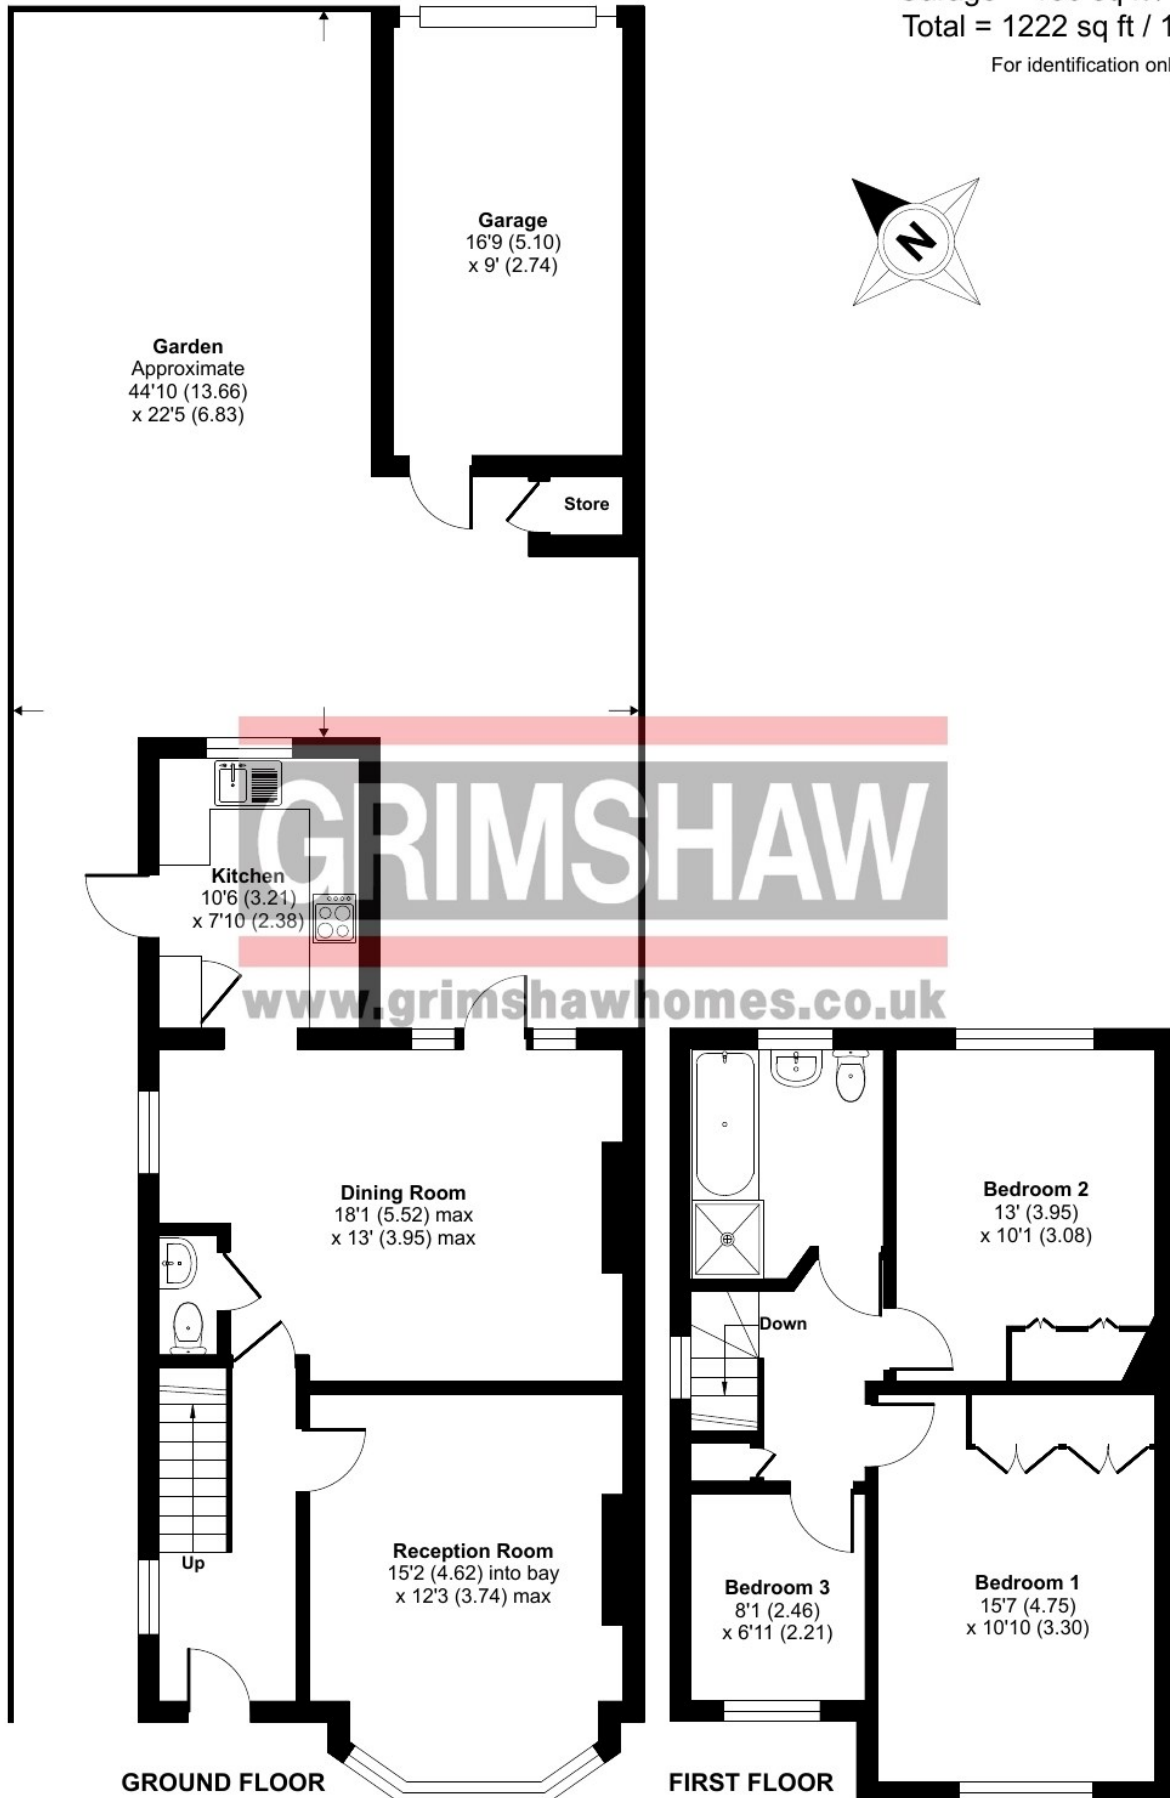 Total = 1222 sq ft / 1
For identification onl
N
Garage
16'9 (5.10)
x 9' (2.74)
Garden
Approximate
44'10 (13.66)
x 22'5 (6.83)
Store
GRIMSHAW
Kitchen
10'6 (3.21)
x 7'10 (2.38)
www.grimshawhomes.co.uk
Dining Room
18'1 (5.52) max
x 13' (3.95) max
Bedroom 2
13' (3.95)
x 10'1 (3.08)
Down
Up
Reception Room
15'2 (4.62) into bay
x 12'3 (3.74) max
Bedroom 3
8'1 (2.46)
x 6'11 (2.21)
Bedroom 1
15'7 (4.75)
x 10'10 (3.30)
GROUND FLOOR
FIRST FLOOR